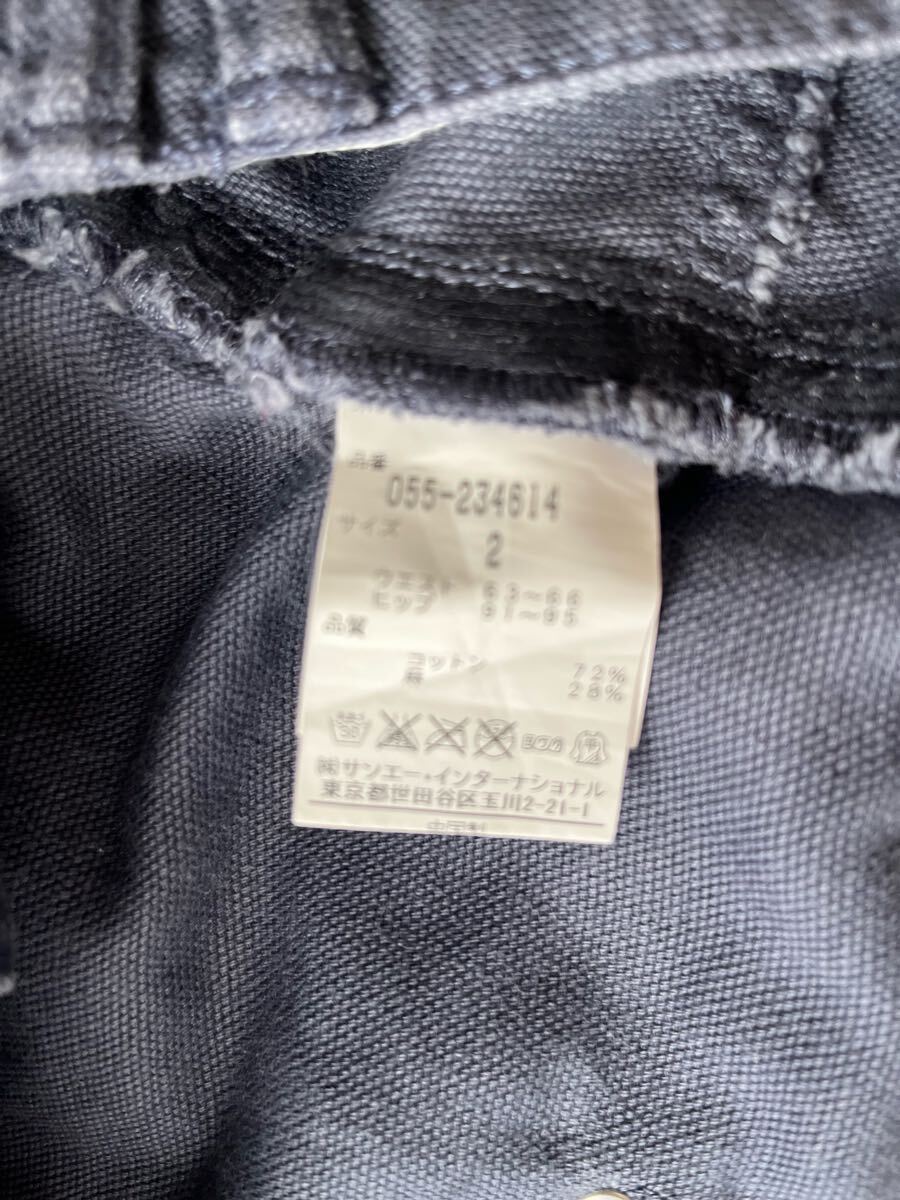 品番
055-234614
サイズ
2
ウエスト 63~66
ヒップ 91~95
品質
コットン 72%
麻 28%
㈱サンエー・インターナショナル
東京都世田谷区玉川2-21-1
中国製